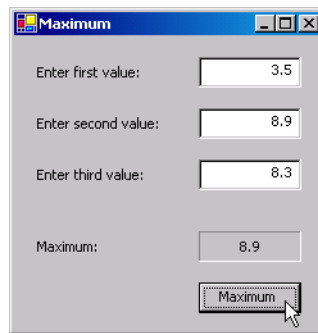 Maximum
Enter first value: 3.5
Enter second value: 8.9
Enter third value: 8.3
Maximum: 8.9
Maximum